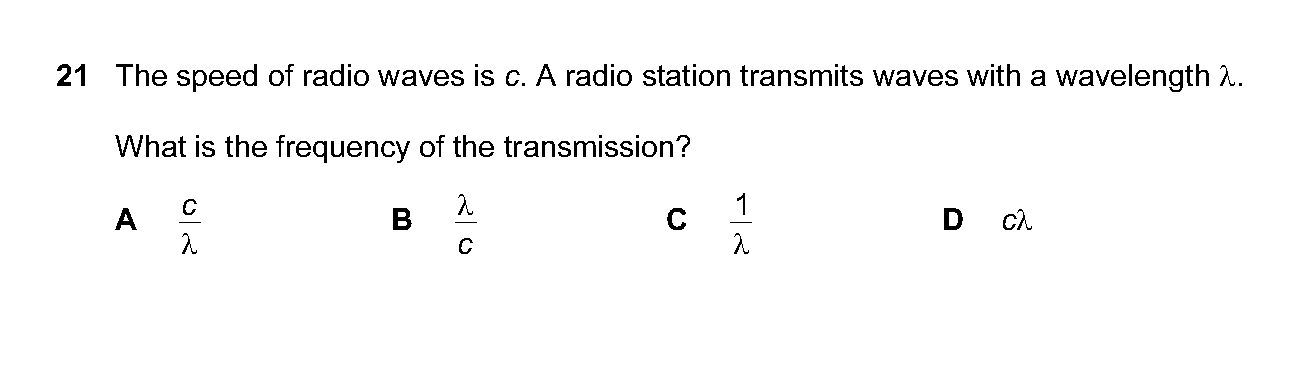 21 The speed of radio waves is c. A radio station transmits waves with a wavelength λ.
What is the frequency of the transmission?
A c/λ B λ/c C 1/λ D cλ